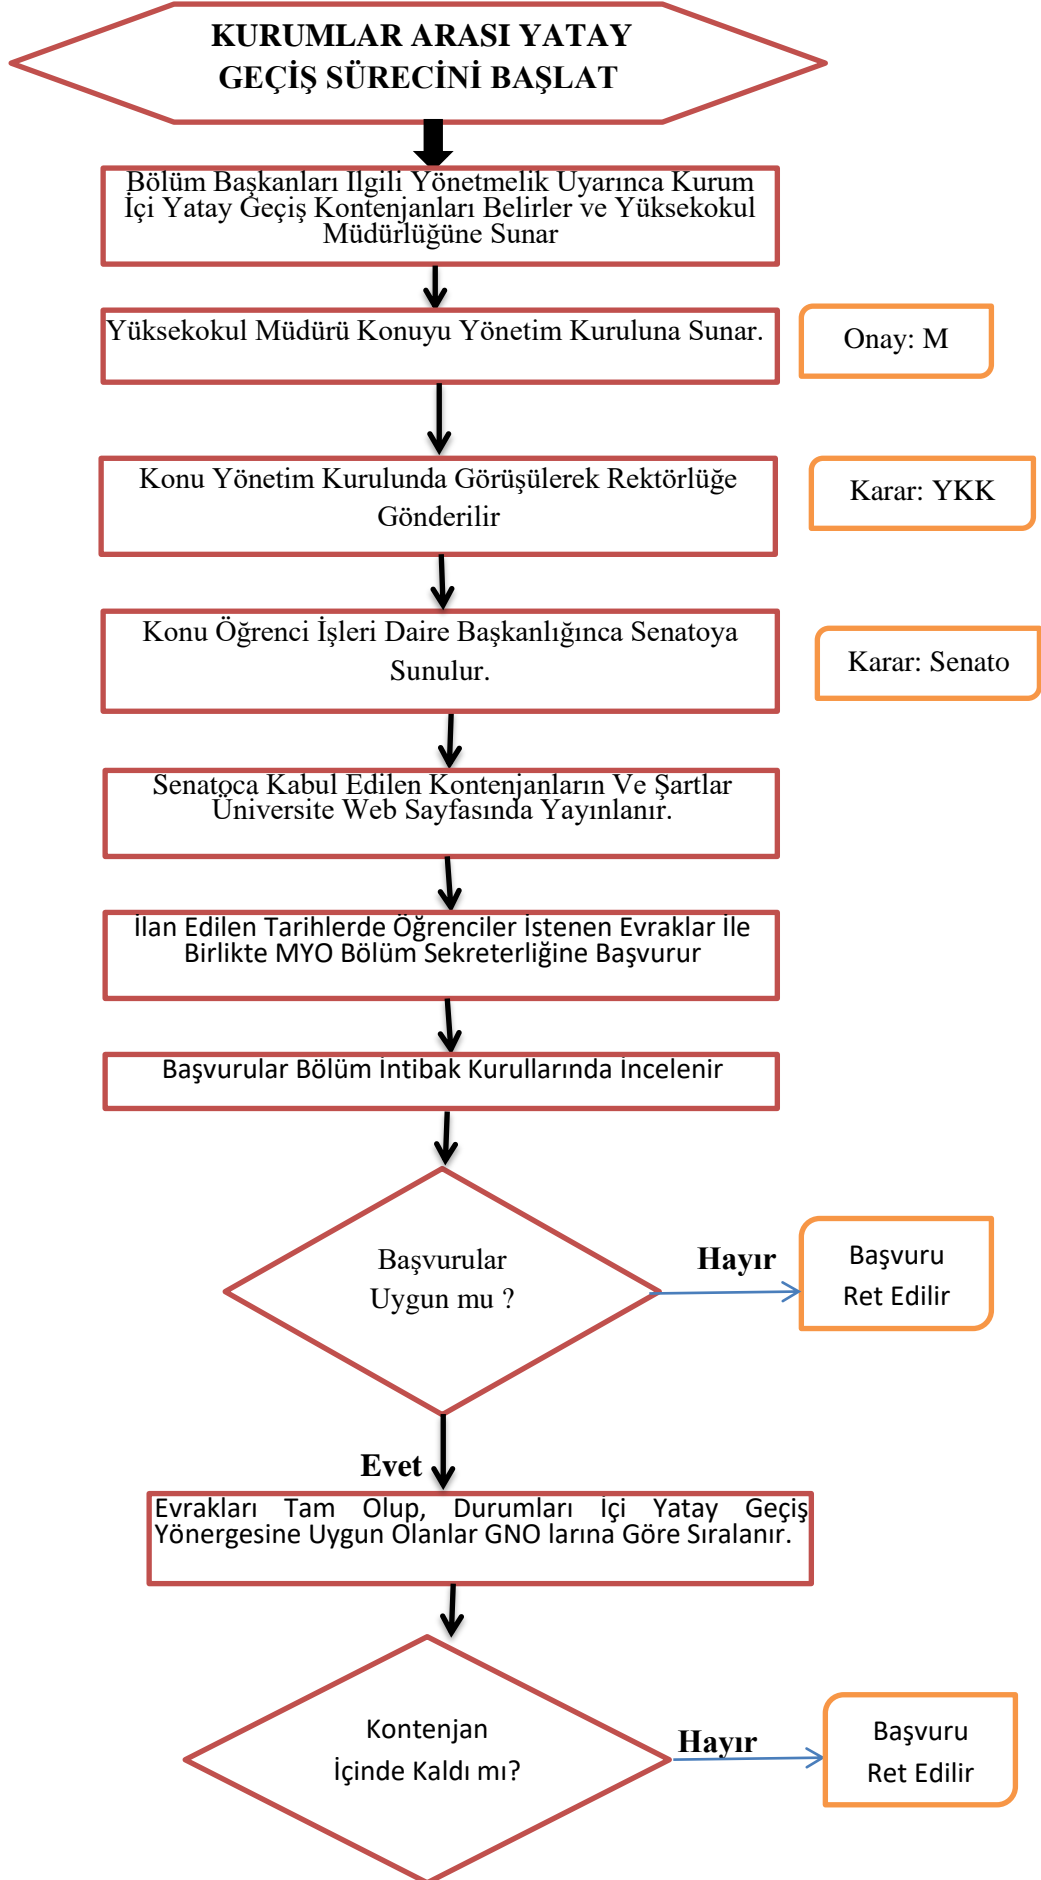 KURUMLAR ARASI YATAY
GEÇİŞ SÜRECİNİ BAŞLAT
Bölüm Başkanları Ilgili Yönetmelik Uyarınca Kurum
İçi Yatay Geçiş Kontenjanları Belirler ve Yüksekokul
Müdürlüğüne Sunar
Yüksekokul Müdürü Konuyu Yönetim Kuruluna Sunar.
Onay: M
Konu Yönetim Kurulunda Görüşülerek Rektörlüğe
Gönderilir
Karar: YKK
Konu Öğrenci İşleri Daire Başkanlığınca Senatoya
Sunulur.
Karar: Senato
Senatoca Kabul Edilen Kontenjanların Ve Şartlar
Üniversite Web Sayfasında Yayınlanır.
İlan Edilen Tarihlerde Öğrenciler İstenen Evraklar İle
Birlikte MYO Bölüm Sekreterliğine Başvurur
Başvurular Bölüm İntibak Kurullarında İncelenir
Başvurular
Uygun mu ?
Hayır
Başvuru
Ret Edilir
Evet
Evrakları Tam Olup, Durumları İçi Yatay Geçiş
Yönergesine Uygun Olanlar GNO larına Göre Sıralanır.
Kontenjan
İçinde Kaldı mı?
Hayır
Başvuru
Ret Edilir